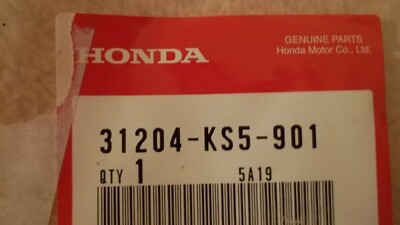 HONDA
GENUINE PARTS
Honda Motor Co., Ltd.
31204-KS5-901
QTY 1 5A19